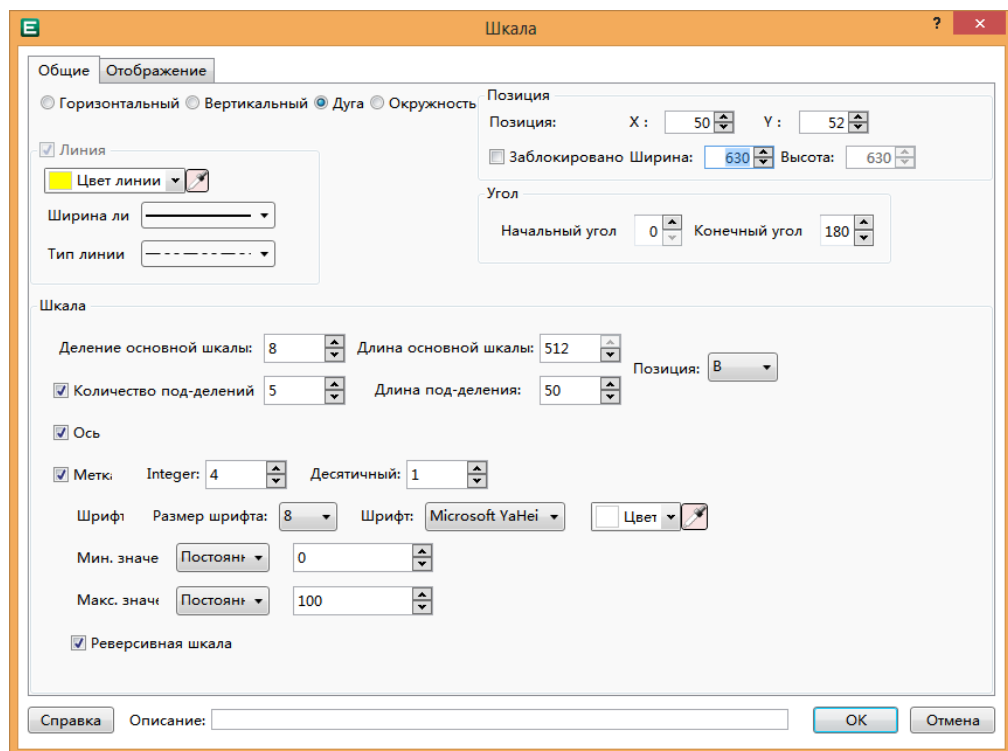 E Шкала ? ×
Общие Отображение
Горизонтальный Вертикальный Дуга Окружность
Позиция
Позиция: X : 50 Y : 52
Заблокировано Ширина: 630 Высота: 630
Линия
Цвет линии
Ширина ли
Тип линии
Угол
Начальный угол 0 Конечный угол 180
Шкала
Деление основной шкалы: 8 Длина основной шкалы: 512
Позиция: В
Количество под-делений 5 Длина под-деления: 50
Ось
Метка Integer: 4 Десятичный: 1
Шрифт Размер шрифта: 8 Шрифт: Microsoft YaHei Цвет
Мин. значе Постоянн 0
Макс. значе Постоянн 100
Реверсивная шкала
Справка Описание: OK Отмена